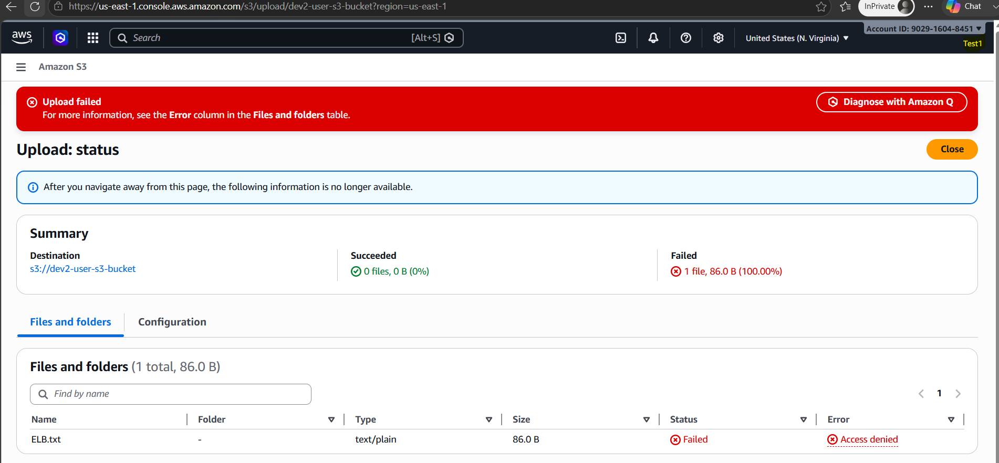 https://us-east-1.console.aws.amazon.com/s3/upload/dev2-user-s3-bucket?region=us-east-1
InPrivate
Chat
aws
Search
[Alt+S]
United States (N. Virginia)
Account ID: 9029-1604-8451
Test1
Amazon S3
Upload failed
For more information, see the Error column in the Files and folders table.
Diagnose with Amazon Q
Upload: status
Close
After you navigate away from this page, the following information is no longer available.
Summary
Destination
s3://dev2-user-s3-bucket
Succeeded
0 files, 0 B (0%)
Failed
1 file, 86.0 B (100.00%)
Files and folders
Configuration
Files and folders (1 total, 86.0 B)
Find by name
1
Name Folder Type Size Status Error
ELB.txt - text/plain 86.0 B Failed Access denied